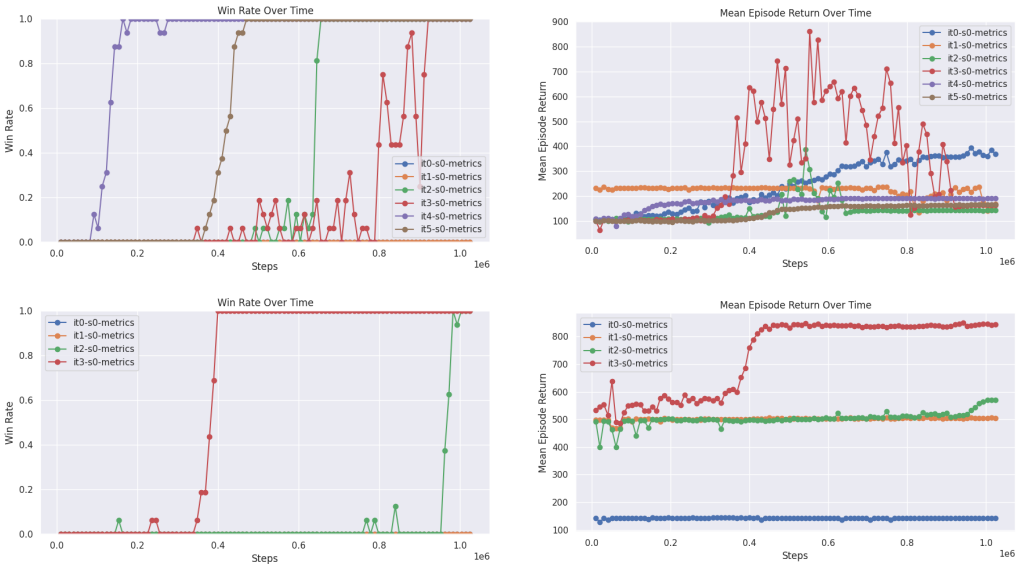 Win Rate Over Time
1.0
0.8
0.6
0.4
0.2
0.0
Win Rate
it0-s0-metrics
it1-s0-metrics
it2-s0-metrics
it3-s0-metrics
it4-s0-metrics
it5-s0-metrics
0.0 0.2 0.4 0.6 0.8 1.0
Steps
1e6
Mean Episode Return Over Time
900
800
700
600
500
400
300
200
100
Mean Episode Return
it0-s0-metrics
it1-s0-metrics
it2-s0-metrics
it3-s0-metrics
it4-s0-metrics
it5-s0-metrics
0.0 0.2 0.4 0.6 0.8 1.0
Steps
1e6
Win Rate Over Time
1.0
0.8
0.6
0.4
0.2
0.0
Win Rate
it0-s0-metrics
it1-s0-metrics
it2-s0-metrics
it3-s0-metrics
0.0 0.2 0.4 0.6 0.8 1.0
Steps
1e6
Mean Episode Return Over Time
800
700
600
500
400
300
200
100
Mean Episode Return
it0-s0-metrics
it1-s0-metrics
it2-s0-metrics
it3-s0-metrics
0.0 0.2 0.4 0.6 0.8 1.0
Steps
1e6